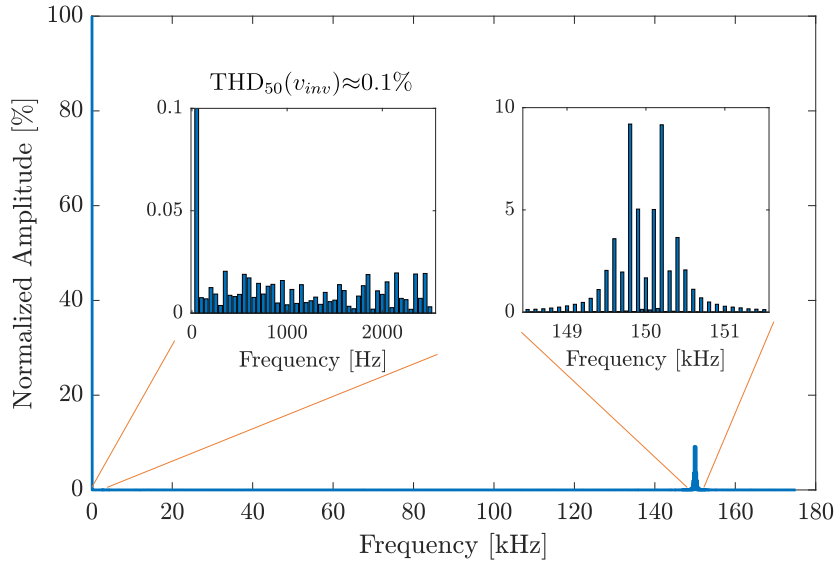 100
80
60
40
20
0
Normalized Amplitude [%]
0 20 40 60 80 100 120 140 160 180
Frequency [kHz]
THD₅₀(v_inv)≈0.1%
0.1
0.05
0
0 1000 2000
Frequency [Hz]
10
5
0
149 150 151
Frequency [kHz]